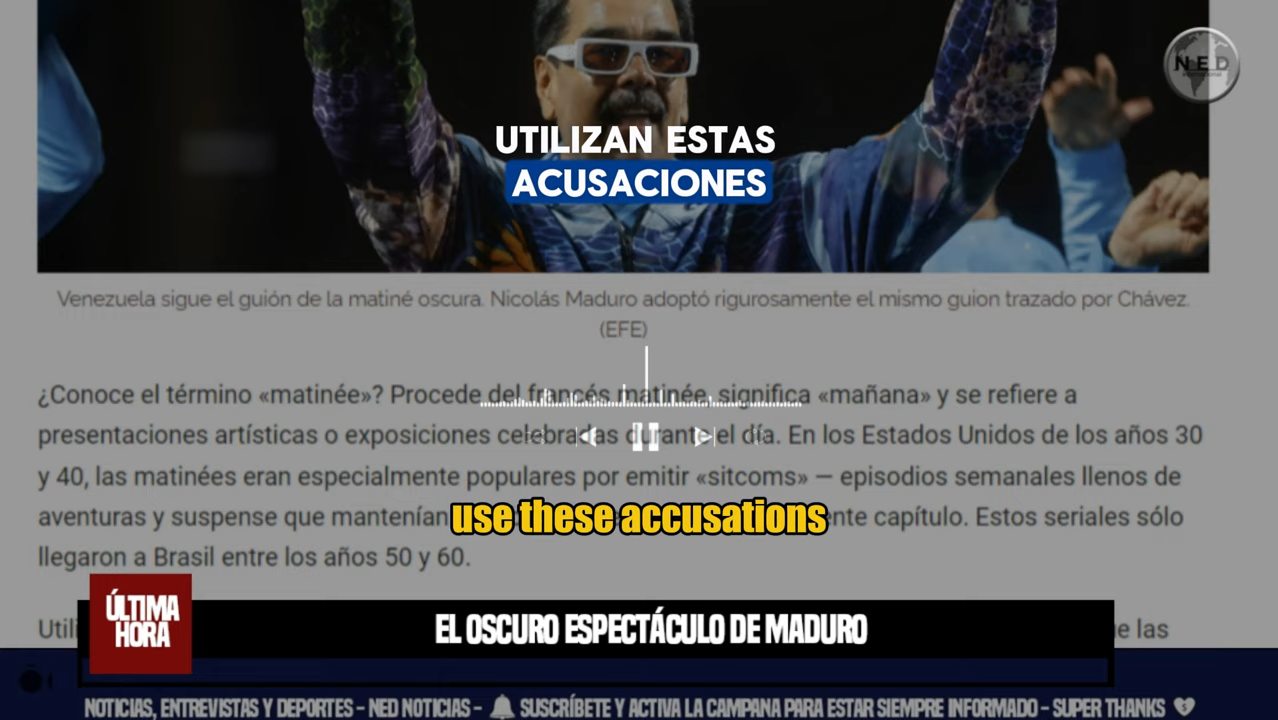 NED
UTILIZAN ESTAS
ACUSACIONES
Venezuela sigue el guión de la matiné oscura. Nicolás Maduro adoptó rigurosamente el mismo guion trazado por Chávez.
(EFE)
¿Conoce el término «matinée»? Procede del francés matinée, significa «mañana» y se refiere a
presentaciones artísticas o exposiciones celebradas durante el día. En los Estados Unidos de los años 30
y 40, las matinées eran especialmente populares por emitir «sitcoms» — episodios semanales llenos de
aventuras y suspense que mantenían nte capítulo. Estos seriales sólo
use these accusations
llegaron a Brasil entre los años 50 y 60.
ÚLTIMA
HORA
EL OSCURO ESPECTÁCULO DE MADURO
Utili e las
NOTICIAS, ENTREVISTAS Y DEPORTES - NED NOTICIAS - SUSCRÍBETE Y ACTIVA LA CAMPANA PARA ESTAR SIEMPRE INFORMADO - SUPER THANKS